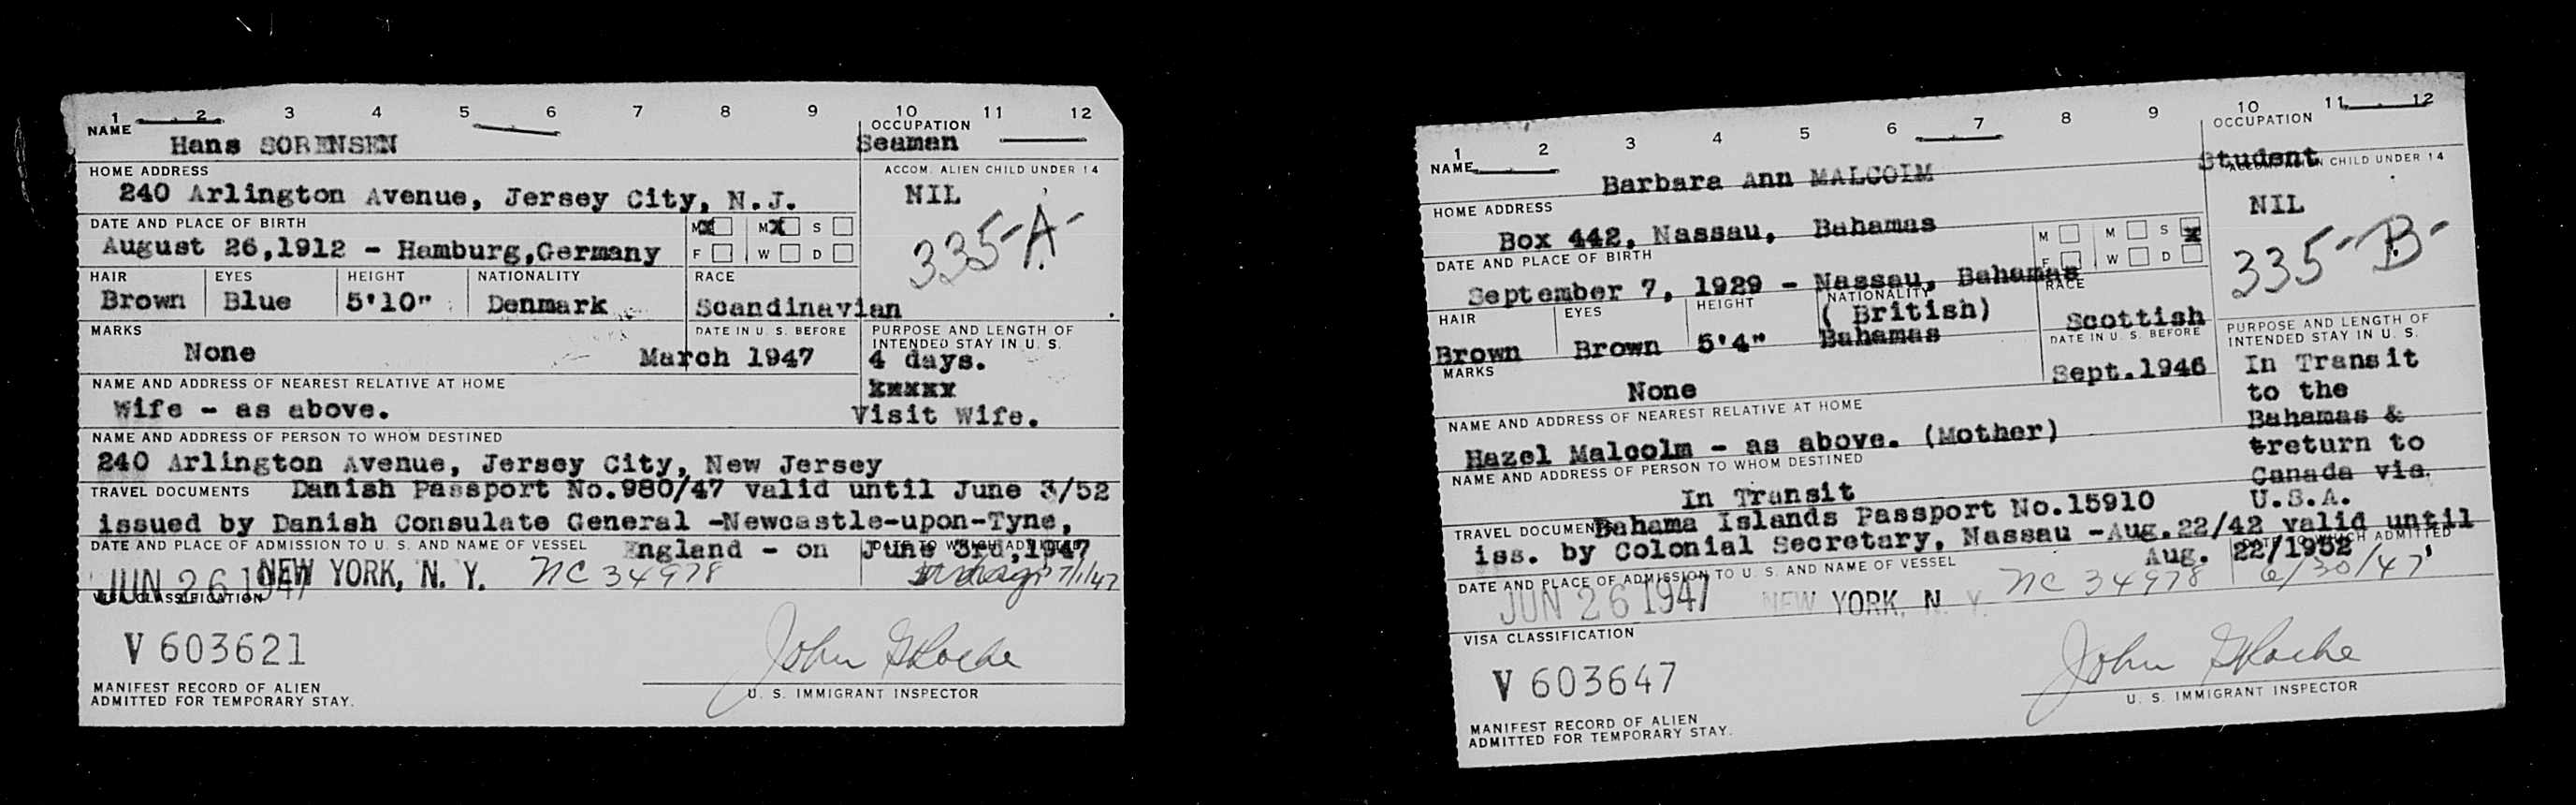 1 2 3 4 5 6 7 8 9 10 11 12
NAME
Hans SORENSEN
OCCUPATION
Seaman
HOME ADDRESS
240 Arlington Avenue, Jersey City, N.J.
ACCOM. ALIEN CHILD UNDER 14
NIL
335-A-
DATE AND PLACE OF BIRTH
August 26,1912 - Hamburg,Germany
M M S
F W D
HAIR EYES HEIGHT NATIONALITY RACE
Brown Blue 5'10" Denmark Scandinavian
MARKS
None
DATE IN U. S. BEFORE
March 1947
PURPOSE AND LENGTH OF
INTENDED STAY IN U. S.
4 days.
Visit Wife.
NAME AND ADDRESS OF NEAREST RELATIVE AT HOME
Wife - as above.
NAME AND ADDRESS OF PERSON TO WHOM DESTINED
240 Arlington Avenue, Jersey City, New Jersey
TRAVEL DOCUMENTS Danish Passport No.980/47 valid until June 3/52
issued by Danish Consulate General -Newcastle-upon-Tyne,
DATE AND PLACE OF ADMISSION TO U. S. AND NAME OF VESSEL England - on June 3rd,1947
JUN 26 1947 NEW YORK, N. Y. NC 34978 7/1/47
VISA CLASSIFICATION
V 603621
John G Roche
MANIFEST RECORD OF ALIEN
ADMITTED FOR TEMPORARY STAY.
U. S. IMMIGRANT INSPECTOR
1 2 3 4 5 6 7 8 9 10 11 12
NAME
Barbara Ann MALCOLM
OCCUPATION
Student
HOME ADDRESS
Box 442, Nassau, Bahamas
CHILD UNDER 14
NIL
335-B-
DATE AND PLACE OF BIRTH
September 7, 1929 - Nassau, Bahamas
M M S
F W D
HAIR EYES HEIGHT NATIONALITY RACE
Brown Brown 5'4" (British) Bahamas Scottish
MARKS
None
DATE IN U. S. BEFORE
Sept.1946
PURPOSE AND LENGTH OF
INTENDED STAY IN U. S.
In Transit
to the
Bahamas &
return to
Canada via
U.S.A.
NAME AND ADDRESS OF NEAREST RELATIVE AT HOME
Hazel Malcolm - as above. (Mother)
NAME AND ADDRESS OF PERSON TO WHOM DESTINED
In Transit
TRAVEL DOCUMENTS Bahama Islands Passport No.15910
iss. by Colonial Secretary, Nassau -Aug.22/42 valid until
Aug. 22/1952
DATE AND PLACE OF ADMISSION TO U. S. AND NAME OF VESSEL
DATE TO WHICH ADMITTED
JUN 26 1947 NEW YORK, N. Y. NC 34978 6/30/47
VISA CLASSIFICATION
V 603647
John G Roche
MANIFEST RECORD OF ALIEN
ADMITTED FOR TEMPORARY STAY.
U. S. IMMIGRANT INSPECTOR